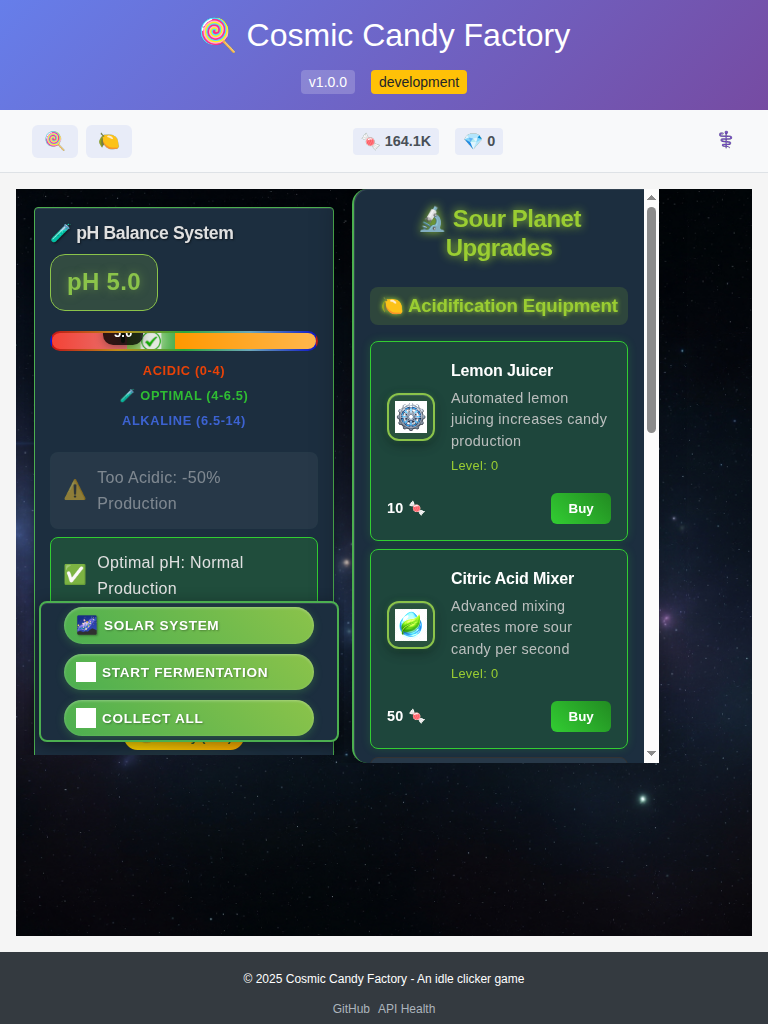 Cosmic Candy Factory
v1.0.0 development
164.1K 0
pH Balance System
pH 5.0
5.0
ACIDIC (0-4)
OPTIMAL (4-6.5)
ALKALINE (6.5-14)
Too Acidic: -50%
Production
Optimal pH: Normal
Production
SOLAR SYSTEM
START FERMENTATION
COLLECT ALL
Sour Planet
Upgrades
Acidification Equipment
Lemon Juicer
Automated lemon
juicing increases candy
production
Level: 0
10 Buy
Citric Acid Mixer
Advanced mixing
creates more sour
candy per second
Level: 0
50 Buy
© 2025 Cosmic Candy Factory - An idle clicker game
GitHub API Health